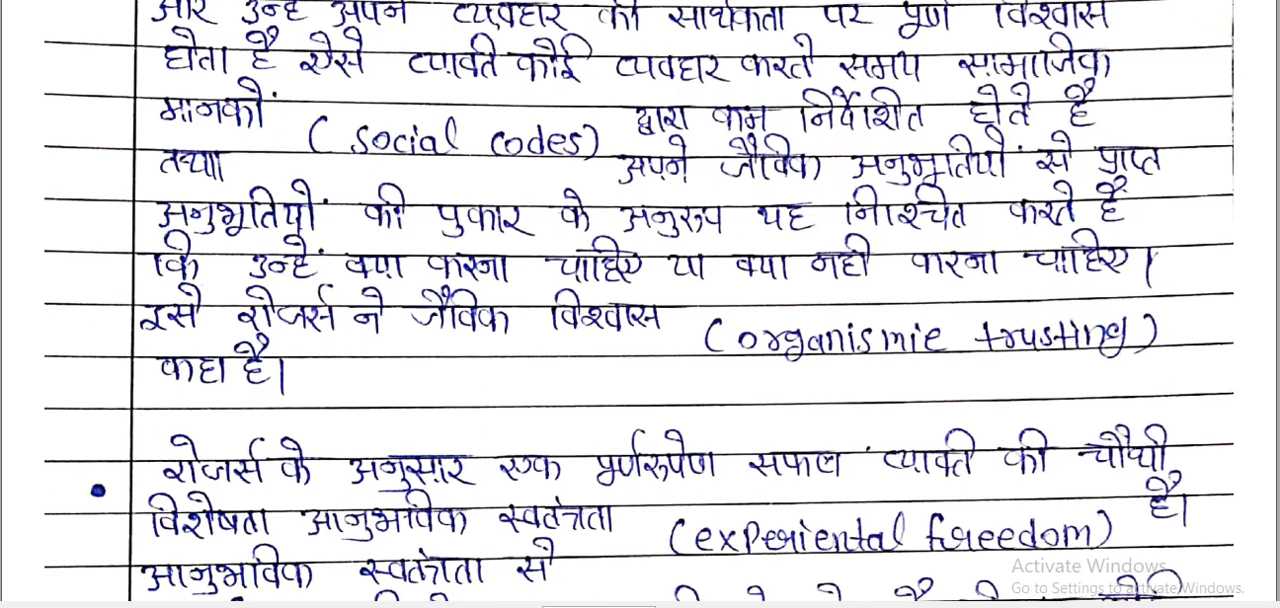 और उन्हे अपने व्यवहार की सार्थकता पर पूर्ण विश्वास
होता है ऐसे व्यक्ति कोई व्यवहार करते समय सामाजिक
मानकों (social codes) द्वारा कम निर्देशित होते है
तथा अपने जैविक अनुभूतियों से प्राप्त
अनुभूतियों की पुकार के अनुरूप यह निश्चित करते है
कि उन्हें क्या करना चाहिए या क्या नही करना चाहिए।
इसे रोजर्स ने जैविक विश्वास (organismie trusting)
कहा है।
• रोजर्स के अनुसार एक पूर्णरुपेण सफल व्यक्ति की चौथी
विशेषता आनुभविक स्वतंत्रता (experiental freedom) है।
आनुभविक स्वतंत्रता से
Activate Windows
Go to Settings to activate Windows.